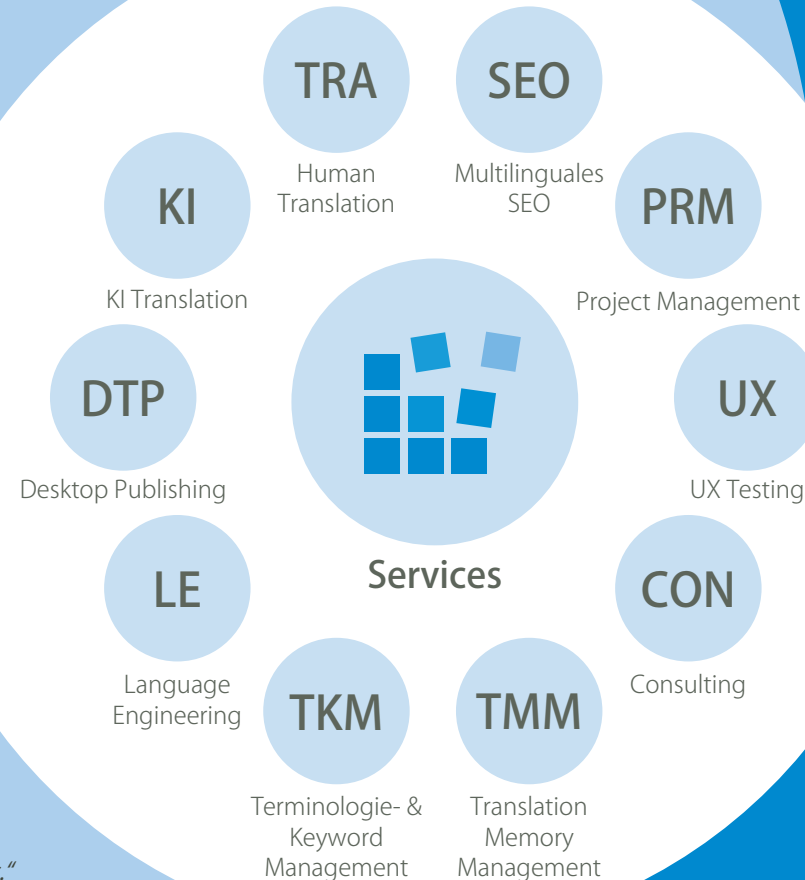 TRA
Human
Translation
SEO
Multilinguales
SEO
KI
KI Translation
PRM
Project Management
DTP
Desktop Publishing
UX
UX Testing
Services
LE
Language
Engineering
CON
Consulting
TKM
Terminologie- &
Keyword
Management
TMM
Translation
Memory
Management